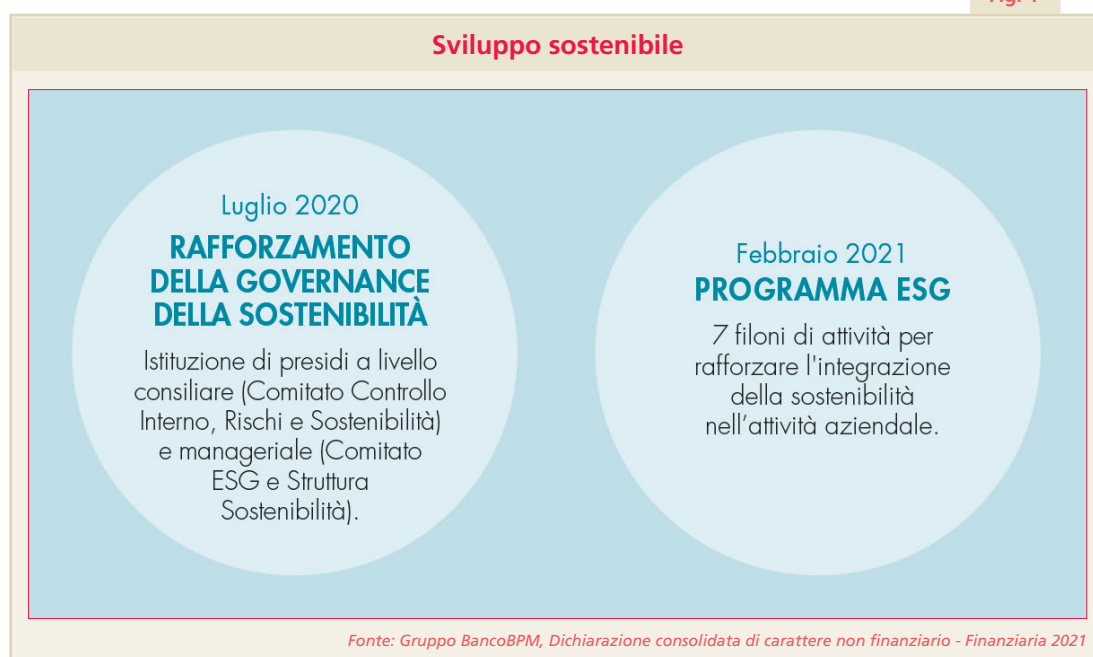 Sviluppo sostenibile
Luglio 2020
RAFFORZAMENTO
DELLA GOVERNANCE
DELLA SOSTENIBILITÀ
Istituzione di presidi a livello
consiliare (Comitato Controllo
Interno, Rischi e Sostenibilità)
e manageriale (Comitato
ESG e Struttura
Sostenibilità).
Febbraio 2021
PROGRAMMA ESG
7 filoni di attività per
rafforzare l'integrazione
della sostenibilità
nell’attività aziendale.
Fonte: Gruppo BancoBPM, Dichiarazione consolidata di carattere non finanziario - Finanziaria 2021